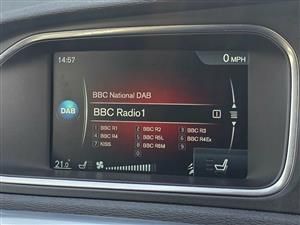 14:57 0 MPH
BBC National DAB
DAB
BBC Radio1
1 BBC R1 2 BBC R2 3 BBC R3
4 BBC R4 5 BBC R5L 6 BBC R4Ex
7 KISS 8 BBC R6M 9
0
21.0°